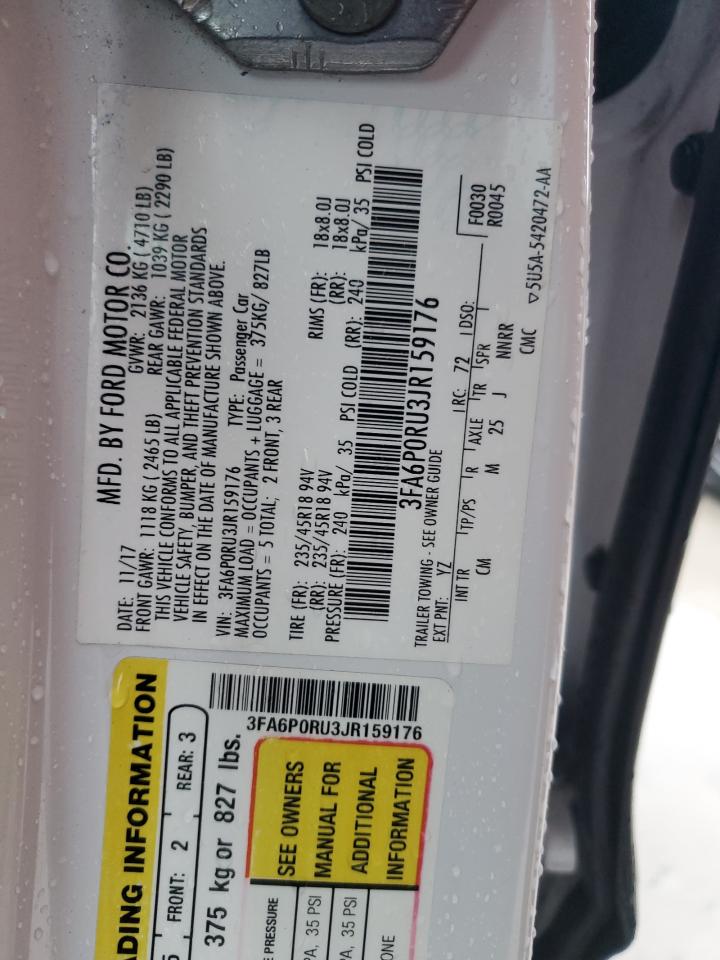 MFD. BY FORD MOTOR CO.
DATE: 11/17 GVWR: 2136 KG ( 4710 LB)
FRONT GAWR: 1118 KG ( 2465 LB) REAR GAWR: 1039 KG ( 2290 LB)
THIS VEHICLE CONFORMS TO ALL APPLICABLE FEDERAL MOTOR
VEHICLE SAFETY, BUMPER, AND THEFT PREVENTION STANDARDS
IN EFFECT ON THE DATE OF MANUFACTURE SHOWN ABOVE.
VIN: 3FA6P0RU3JR159176 TYPE: Passenger Car
MAXIMUM LOAD = OCCUPANTS + LUGGAGE = 375KG/ 827LB
OCCUPANTS = 5 TOTAL; 2 FRONT, 3 REAR
TIRE (FR): 235/45R18 94V RIMS (FR): 18x8.0J
(RR): 235/45R18 94V (RR): 18x8.0J
PRESSURE (FR): 240 kPa/ 35 PSI COLD (RR): 240 kPa/ 35 PSI COLD
3FA6P0RU3JR159176
TRAILER TOWING - SEE OWNER GUIDE
EXT PNT: YZ RC: 72 DSO: F0030
R0045
INT TR TP/PS R AXLE TR SPR
CM M 25 J NNRR
CMC ▽5U5A-5420472-AA
ADING INFORMATION
FRONT: 2 REAR: 3
375 kg or 827 lbs.
3FA6P0RU3JR159176
SEE OWNERS
MANUAL FOR
ADDITIONAL
INFORMATION
E PRESSURE
PA, 35 PSI
PA, 35 PSI
ONE